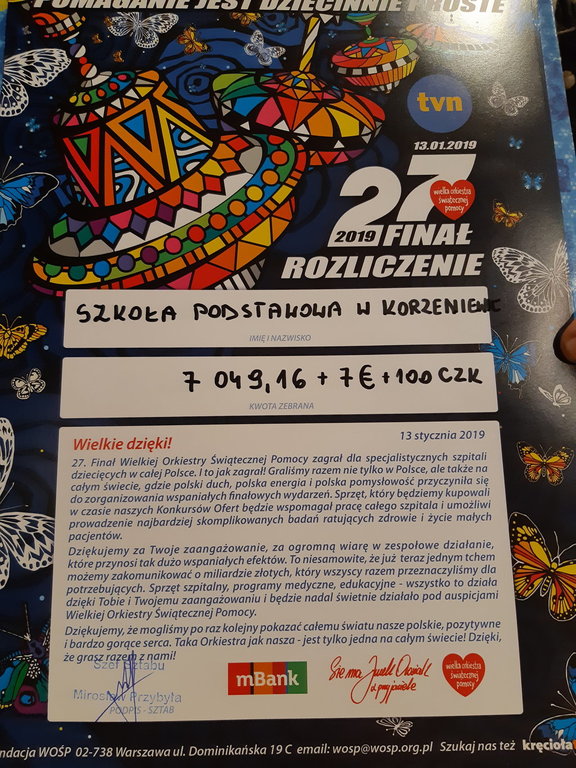 POMAGANIE JEST DZIECINNIE PROSTE
tvn
13.01.2019
27
wielka orkiestra
świątecznej
pomocy
2019 FINAŁ
ROZLICZENIE
SZKOŁA PODSTAWOWA W KORZENIEWIE
IMIĘ I NAZWISKO
7 049,16 + 7€ + 100 CZK
KWOTA ZEBRANA
Wielkie dzięki!
13 stycznia 2019
27. Finał Wielkiej Orkiestry Świątecznej Pomocy zagrał dla specjalistycznych szpitali
dziecięcych w całej Polsce. I to jak zagrał! Graliśmy razem nie tylko w Polsce, ale także na
całym świecie, gdzie polski duch, polska energia i polska pomysłowość przyczyniła się
do zorganizowania wspaniałych finałowych wydarzeń. Sprzęt, który będziemy kupowali
w czasie naszych Konkursów Ofert będzie wspomagał pracę całego szpitala i umożliwi
prowadzenie najbardziej skomplikowanych badań ratujących zdrowie i życie małych
pacjentów.
Dziękujemy za Twoje zaangażowanie, za ogromną wiarę w zespołowe działanie,
które przynosi tak dużo wspaniałych efektów. To niesamowite, że już teraz jednym tchem
możemy zakomunikować o miliardzie złotych, który wszyscy razem przeznaczyliśmy dla
potrzebujących. Sprzęt szpitalny, programy medyczne, edukacyjne - wszystko to działa
dzięki Tobie i Twojemu zaangażowaniu i będzie nadal świetnie działało pod auspicjami
Wielkiej Orkiestry Świątecznej Pomocy.
Dziękujemy, że mogliśmy po raz kolejny pokazać całemu światu nasze polskie, pozytywne
i bardzo gorące serca. Taka Orkiestra jak nasza - jest tylko jedna na całym świecie! Dzięki,
że grasz razem z nami!
Szef Sztabu
Mirosław Przybyła
PODPIS - SZTAB
mBank
Sie ma, Jurek Owsiak
i przyjaciele
wielka orkiestra
świątecznej
pomocy
ndacja WOŚP 02-738 Warszawa ul. Dominikańska 19 C email: wosp@wosp.org.pl Szukaj nas też kręcioła